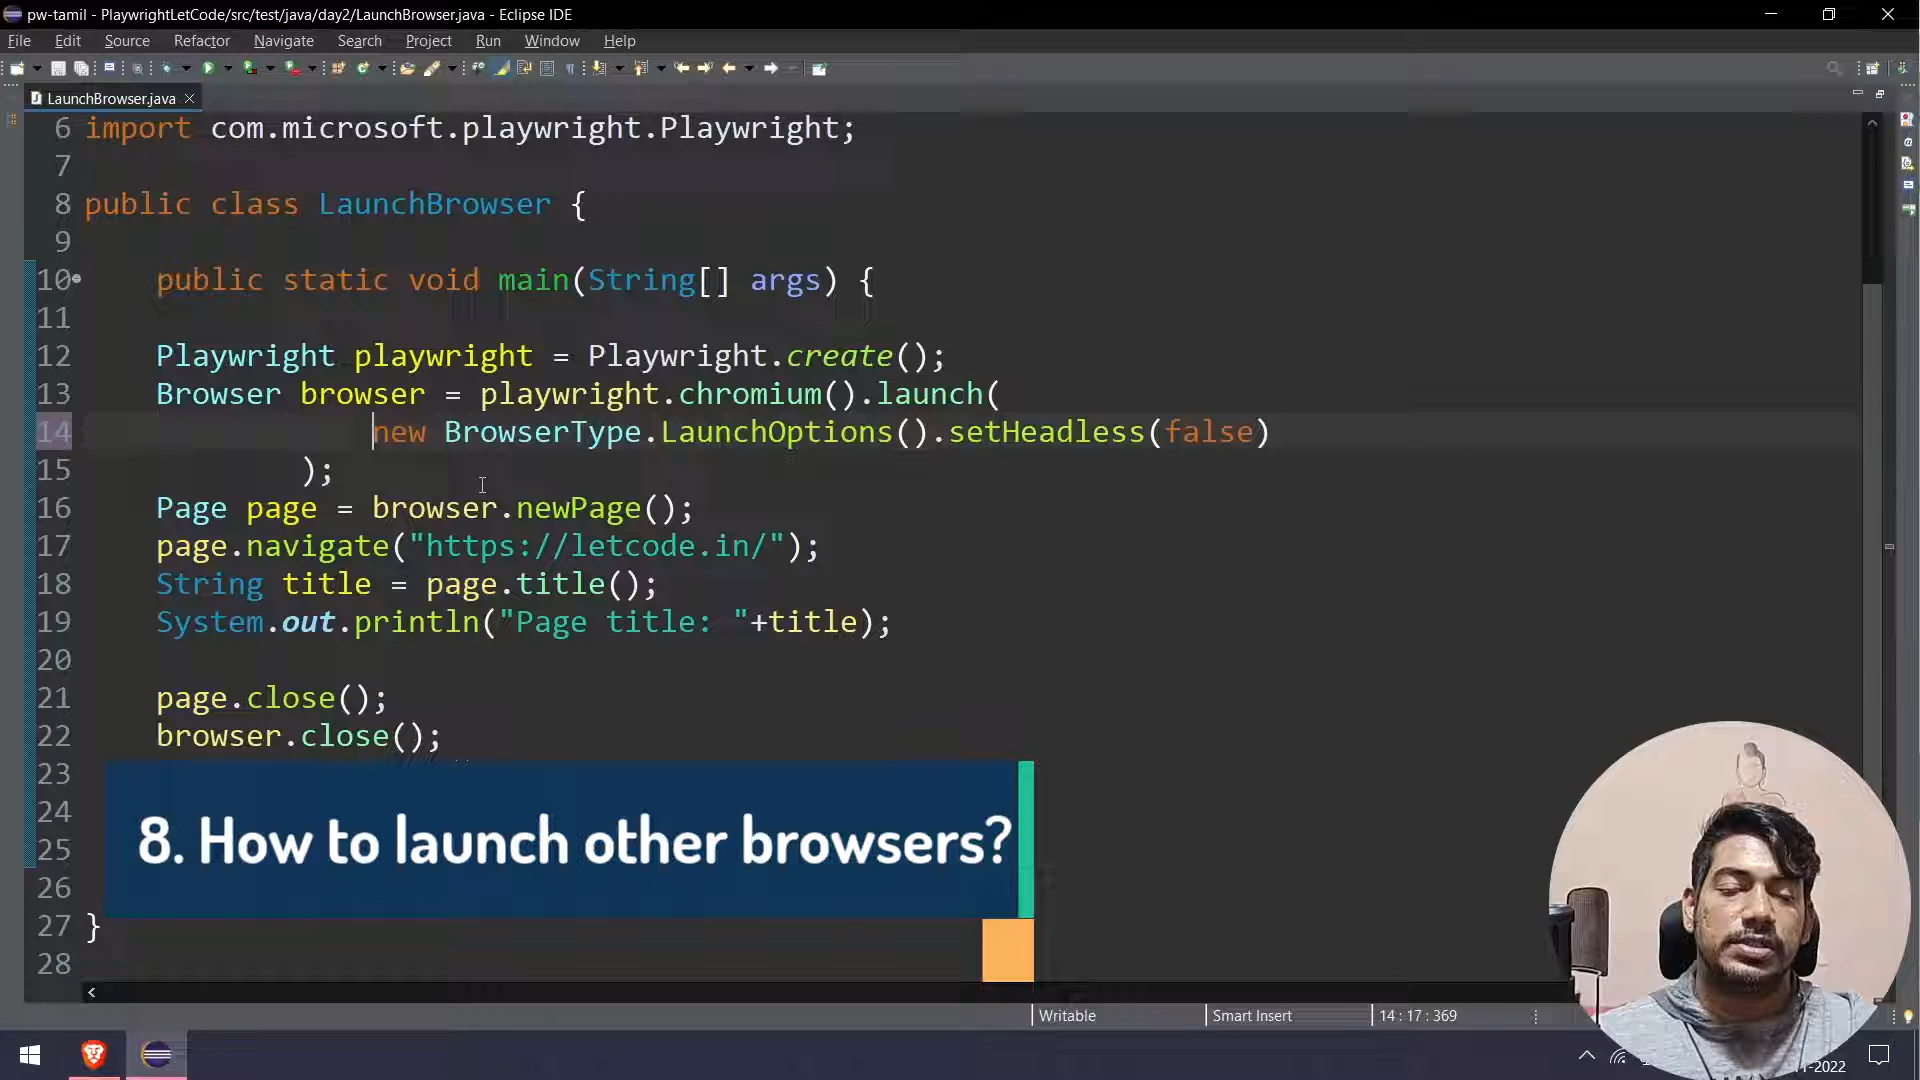 pw-tamil - PlaywrightLetCode/src/test/java/day2/LaunchBrowser.java - Eclipse IDE
File Edit Source Refactor Navigate Search Project Run Window Help
LaunchBrowser.java
6 import com.microsoft.playwright.Playwright;
7
8 public class LaunchBrowser {
9
10 public static void main(String[] args) {
11
12 Playwright playwright = Playwright.create();
13 Browser browser = playwright.chromium().launch(
14 new BrowserType.LaunchOptions().setHeadless(false)
15 );
16 Page page = browser.newPage();
17 page.navigate("https://letcode.in/");
18 String title = page.title();
19 System.out.println("Page title: "+title);
20
21 page.close();
22 browser.close();
23
24
25
26
27 }
28
8. How to launch other browsers?
Writable Smart Insert 14 : 17 : 369
-2022